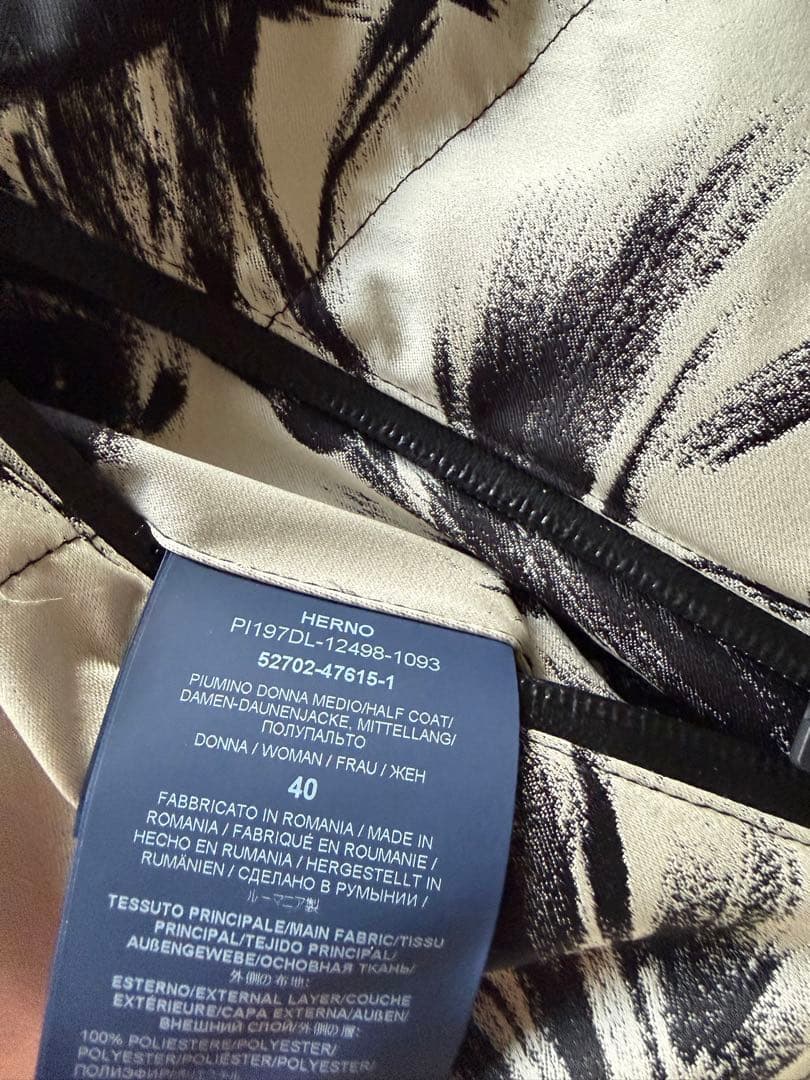 HERNO
PI197DL-12498-1093
52702-47615-1
PIUMINO DONNA MEDIO/HALF COAT/
DAMEN-DAUNENJACKE, MITTELLANG/
ПОЛУПАЛЬТО
DONNA / WOMAN / FRAU / ЖЕН
40
FABBRICATO IN ROMANIA / MADE IN
ROMANIA / FABRIQUÉ EN ROUMANIE /
HECHO EN RUMANIA / HERGESTELLT IN
RUMÄNIEN / СДЕЛАНО В РУМЫНИИ /
ルーマニア製
TESSUTO PRINCIPALE/MAIN FABRIC/TISSU
PRINCIPAL/TEJIDO PRINCIPAL/
AUßENGEWEBE/ОСНОВНАЯ ТКАНЬ/
外側の布地:
ESTERNO/EXTERNAL LAYER/COUCHE
EXTÉRIEURE/CAPA EXTERNA/AUßEN/
ВНЕШНИЙ СЛОЙ/外側の層:
100% POLIESTERE/POLYESTER/
POLYESTER/POLIÉSTER/POLYESTER/